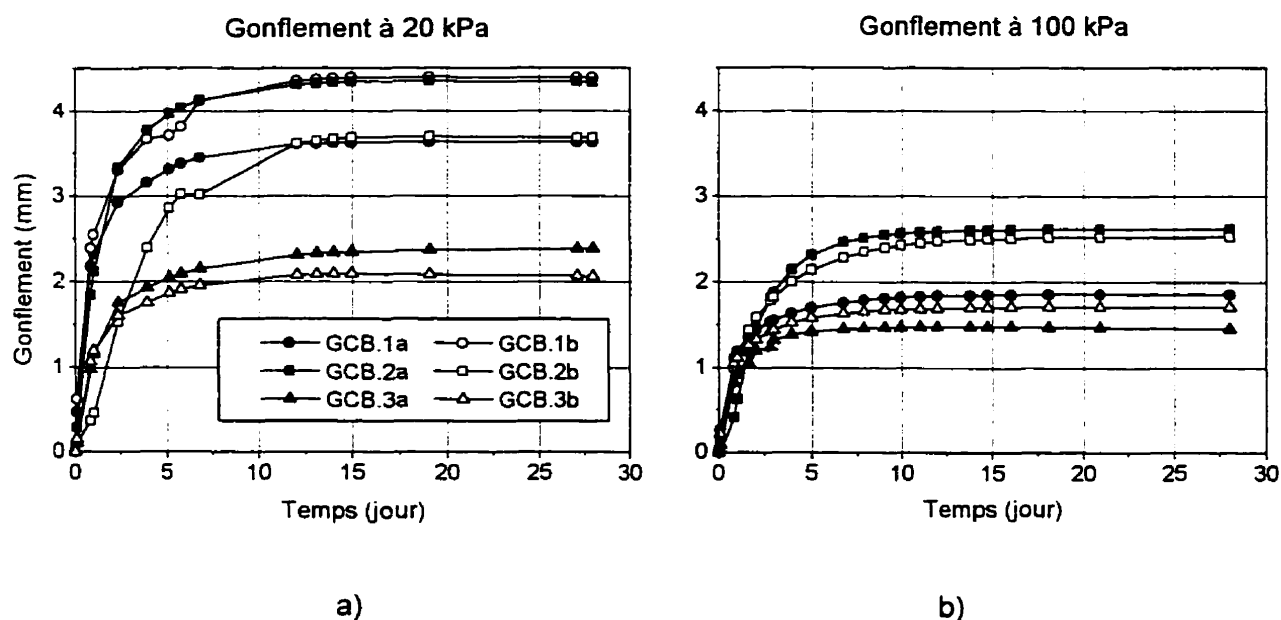 Gonflement à 20 kPa
Gonflement (mm)
4
3
2
1
0
GCB.1a
GCB.1b
GCB.2a
GCB.2b
GCB.3a
GCB.3b
0 5 10 15 20 25 30
Temps (jour)
a)
Gonflement à 100 kPa
4
3
2
1
0
0 5 10 15 20 25 30
Temps (jour)
b)